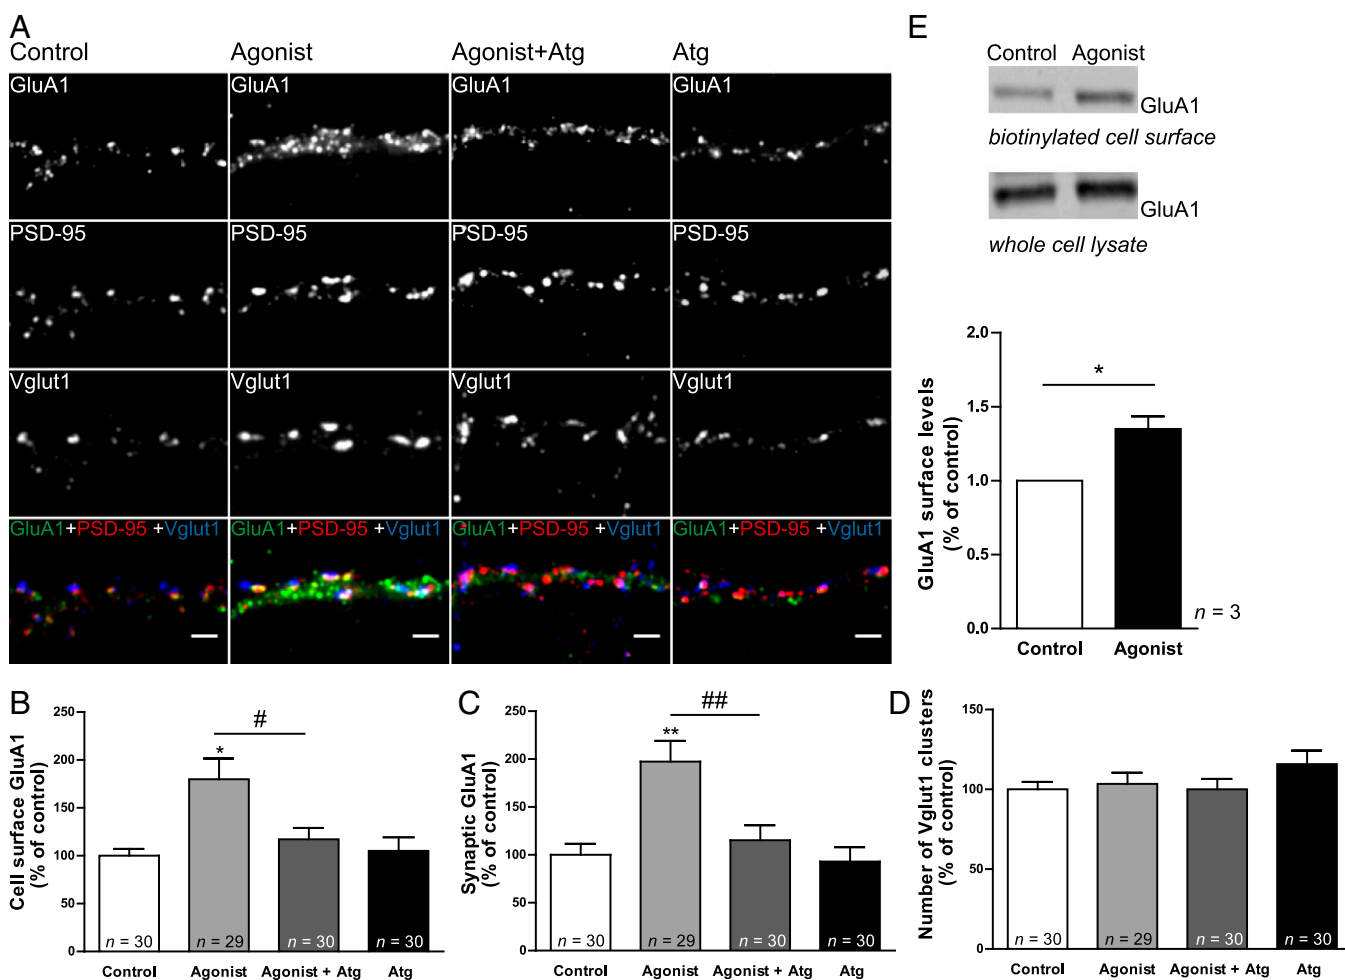 A
Control
Agonist
Agonist+Atg
Atg
GluA1
GluA1
GluA1
GluA1
PSD-95
PSD-95
PSD-95
PSD-95
Vglut1
Vglut1
Vglut1
Vglut1
GluA1+PSD-95 +Vglut1
GluA1+PSD-95 +Vglut1
GluA1+PSD-95 +Vglut1
GluA1+PSD-95 +Vglut1
E
Control Agonist
GluA1
biotinylated cell surface
GluA1
whole cell lysate
GluA1 surface levels
(% of control)
2.0
1.5
1.0
0.5
0.0
*
n = 3
Control
Agonist
B
Cell surface GluA1
(% of control)
250
200
150
100
50
0
#
*
n = 30
n = 29
n = 30
n = 30
Control
Agonist
Agonist + Atg
Atg
C
Synaptic GluA1
(% of control)
250
200
150
100
50
0
##
**
n = 30
n = 29
n = 30
n = 30
Control
Agonist
Agonist + Atg
Atg
D
Number of Vglut1 clusters
(% of control)
150
100
50
0
n = 30
n = 29
n = 30
n = 30
Control
Agonist
Agonist + Atg
Atg